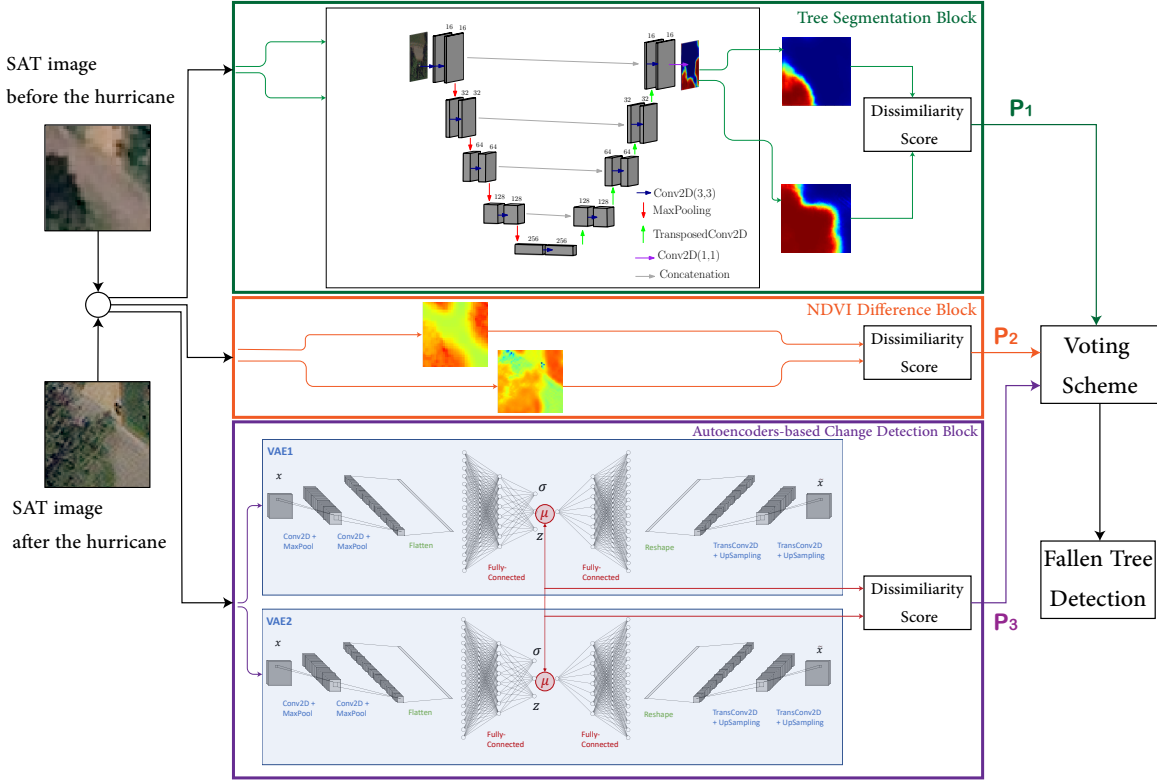 SAT image
before the hurricane
SAT image
after the hurricane
Tree Segmentation Block
16 16
32 32
64 64
128 128
256 256
128 128
64 64
32 32
16 16
Conv2D(3,3)
MaxPooling
TransposedConv2D
Conv2D(1,1)
Concatenation
Dissimiliarity
Score
P1
NDVI Difference Block
Dissimiliarity
Score
P2
Autoencoders-based Change Detection Block
VAE1
x
Conv2D +
MaxPool
Conv2D +
MaxPool
Flatten
Fully-
Connected
σ
μ
z
Fully-
Connected
Reshape
TransConv2D
+ UpSampling
TransConv2D
+ UpSampling
x̄
VAE2
x
Conv2D +
MaxPool
Conv2D +
MaxPool
Flatten
Fully-
Connected
σ
μ
z
Fully-
Connected
Reshape
TransConv2D
+ UpSampling
TransConv2D
+ UpSampling
x̄
Dissimiliarity
Score
P3
Voting
Scheme
Fallen Tree
Detection